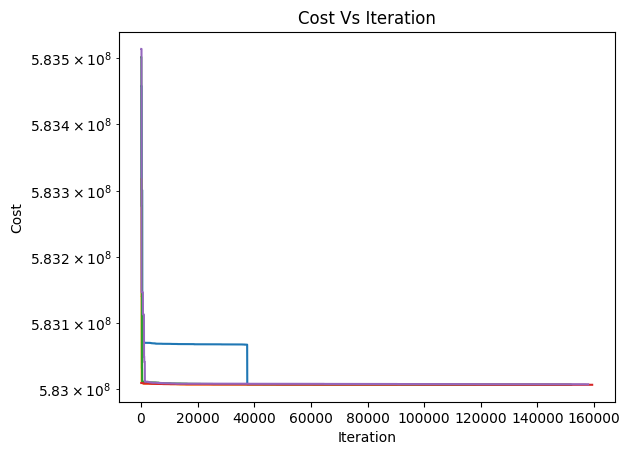 Cost Vs Iteration
5.835 × 10⁸
5.834 × 10⁸
5.833 × 10⁸
5.832 × 10⁸
5.831 × 10⁸
5.83 × 10⁸
Cost
0 20000 40000 60000 80000 100000 120000 140000 160000
Iteration